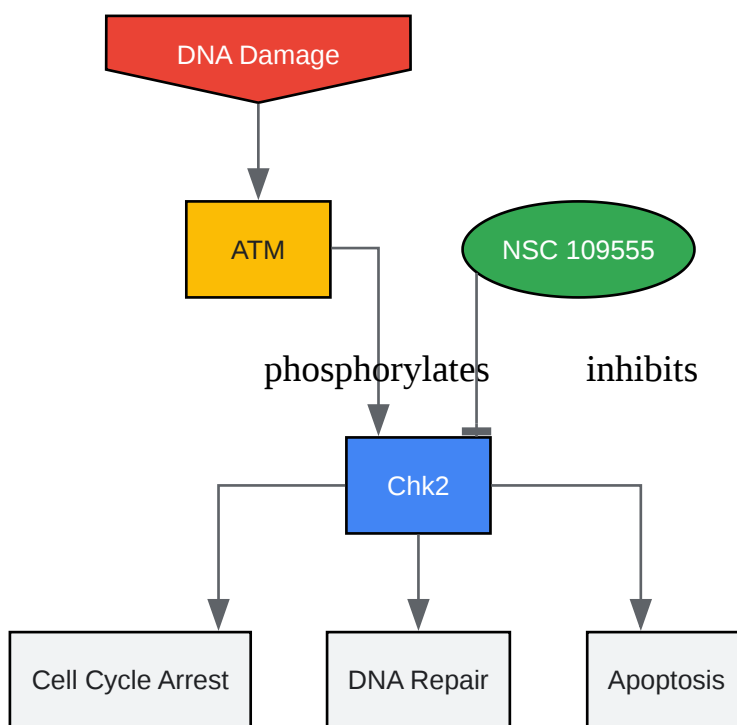 DNA Damage
ATM
NSC 109555
phosphorylates
inhibits
Chk2
Cell Cycle Arrest
DNA Repair
Apoptosis